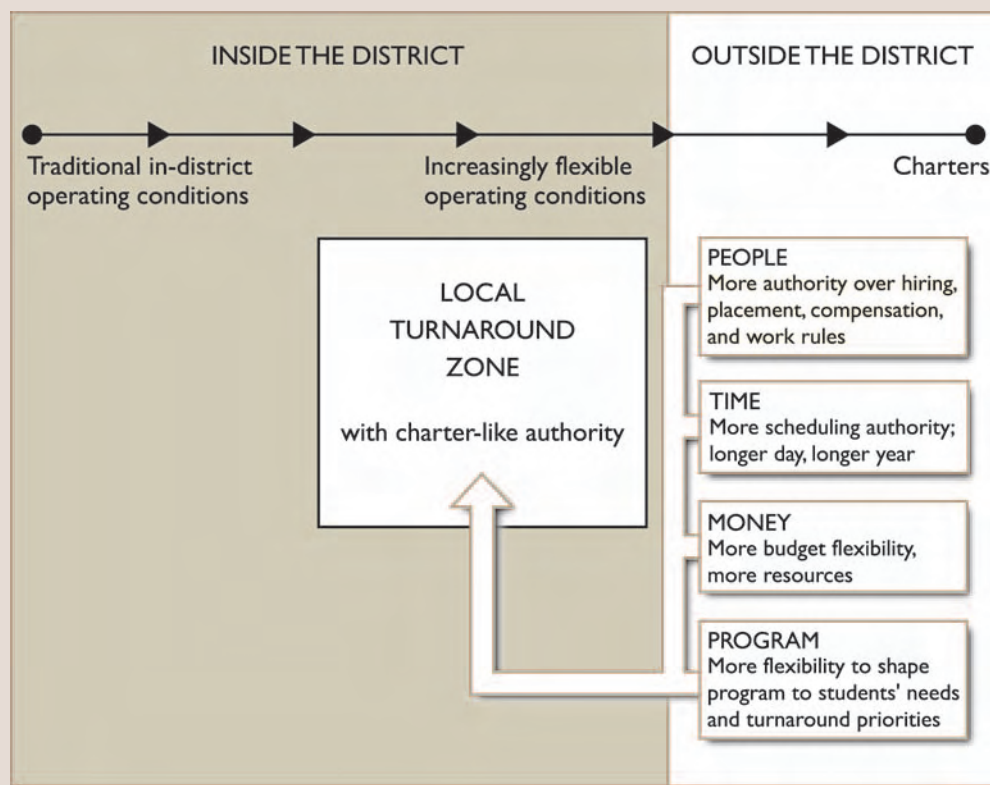 INSIDE THE DISTRICT
OUTSIDE THE DISTRICT
Traditional in-district
operating conditions
Increasingly flexible
operating conditions
Charters
LOCAL
TURNAROUND
ZONE
with charter-like authority
PEOPLE
More authority over hiring,
placement, compensation,
and work rules
TIME
More scheduling authority;
longer day, longer year
MONEY
More budget flexibility,
more resources
PROGRAM
More flexibility to shape
program to students' needs
and turnaround priorities